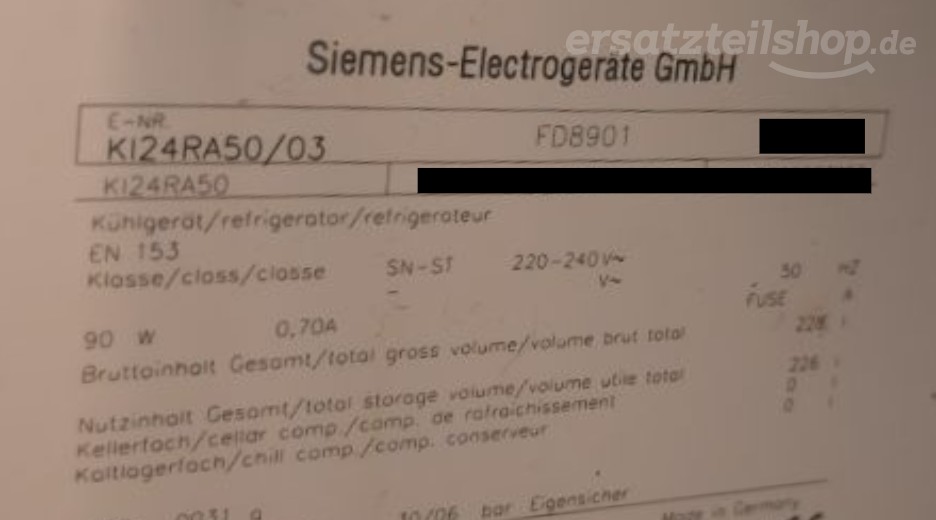 ersatzteilshop.de
Siemens-Electrogeräte GmbH
E-NR.
KI24RA50/03 FD8901
KI24RA50
Kühlgerät/refrigerator/refrigerateur
EN 153
Klasse/class/classe SN-ST 220-240V~ 50 HZ
- V~ FUSE A
90 W 0,70A
Bruttoinhalt Gesamt/total gross volume/volume brut total 228 l
Nutzinhalt Gesamt/total storage volume/volume utile total 226 l
Kellerfach/cellar comp./comp. de rafraichissement 0 l
Kaltlagerfach/chill comp./comp. conserveur 0 l
bar Eigensicher
Made in Germany